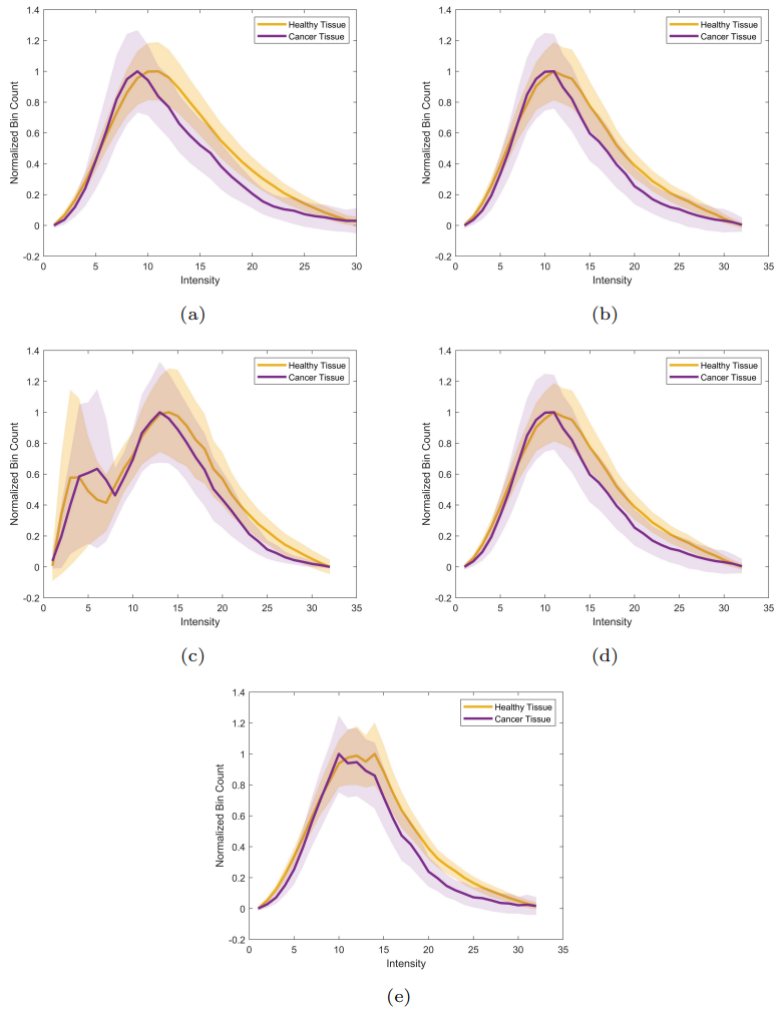 1.4
1.2
1
0.8
0.6
0.4
0.2
0
-0.2
Normalized Bin Count
0 5 10 15 20 25 30
Intensity
Healthy Tissue
Cancer Tissue
(a)
1.4
1.2
1
0.8
0.6
0.4
0.2
0
-0.2
Normalized Bin Count
0 5 10 15 20 25 30 35
Intensity
Healthy Tissue
Cancer Tissue
(b)
1.4
1.2
1
0.8
0.6
0.4
0.2
0
-0.2
Normalized Bin Count
0 5 10 15 20 25 30 35
Intensity
Healthy Tissue
Cancer Tissue
(c)
1.4
1.2
1
0.8
0.6
0.4
0.2
0
-0.2
Normalized Bin Count
0 5 10 15 20 25 30 35
Intensity
Healthy Tissue
Cancer Tissue
(d)
1.4
1.2
1
0.8
0.6
0.4
0.2
0
-0.2
Normalized Bin Count
0 5 10 15 20 25 30 35
Intensity
Healthy Tissue
Cancer Tissue
(e)